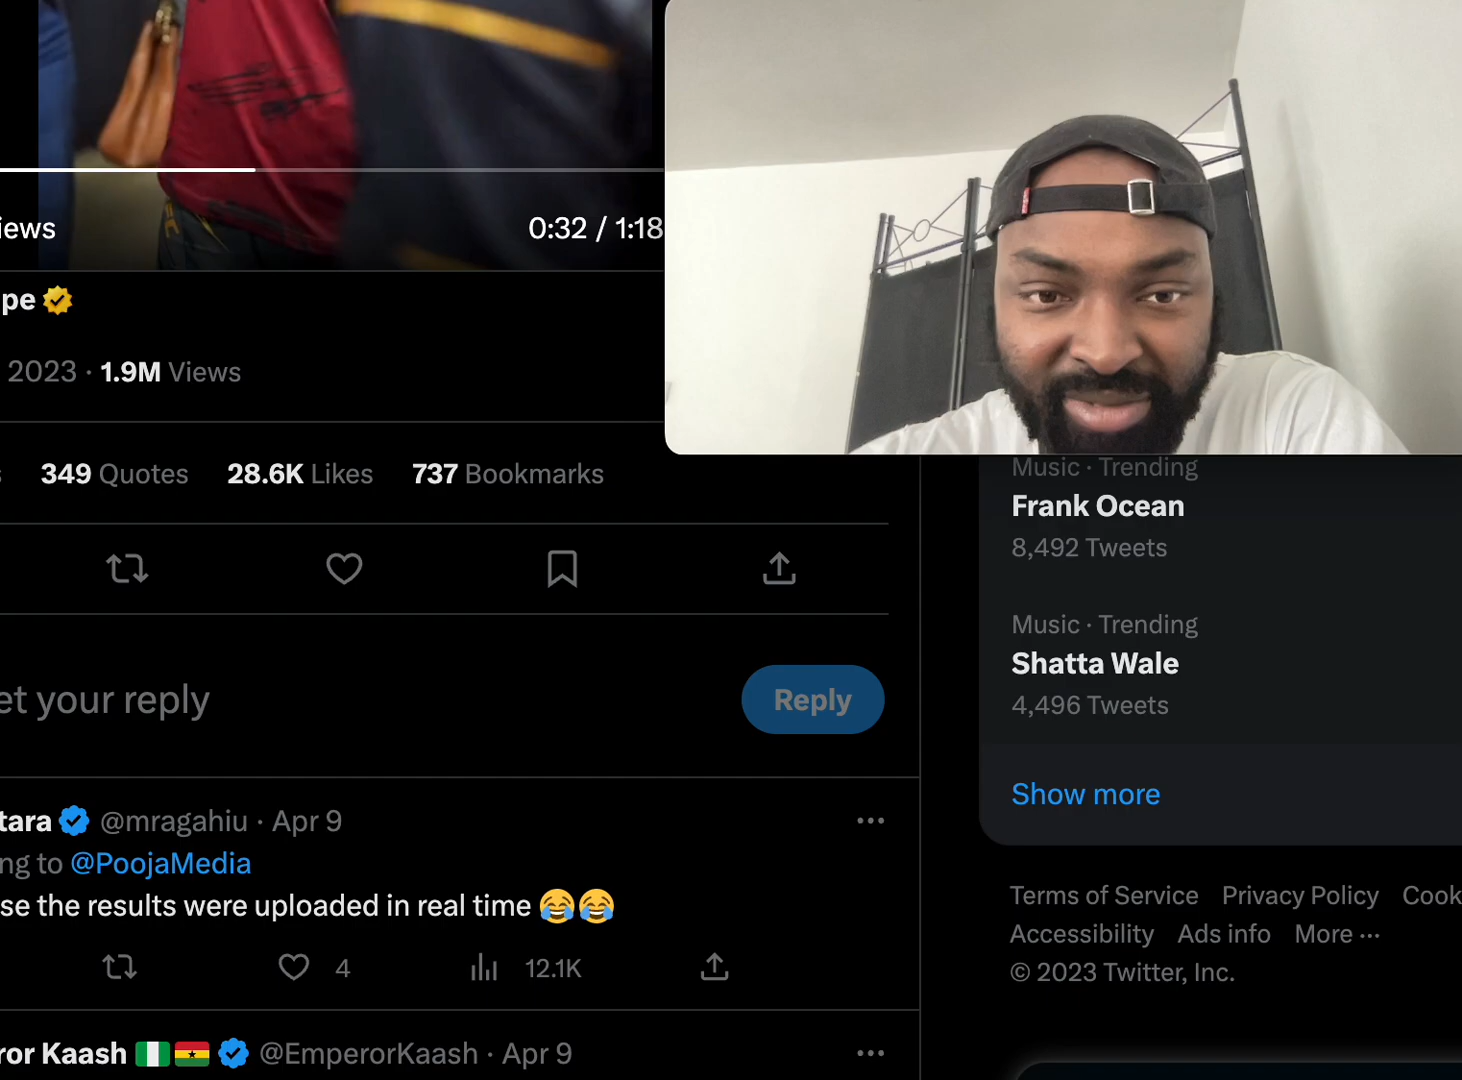 iews
0:32 / 1:18
pe
2023 · 1.9M Views
349 Quotes 28.6K Likes 737 Bookmarks
et your reply
Reply
tara @mragahiu · Apr 9
ng to @PoojaMedia
se the results were uploaded in real time 😂😂
4 12.1K
ror Kaash 🇳🇬🇬🇭 @EmperorKaash · Apr 9
Music · Trending
Frank Ocean
8,492 Tweets
Music · Trending
Shatta Wale
4,496 Tweets
Show more
Terms of Service Privacy Policy Cook
Accessibility Ads info More ···
© 2023 Twitter, Inc.